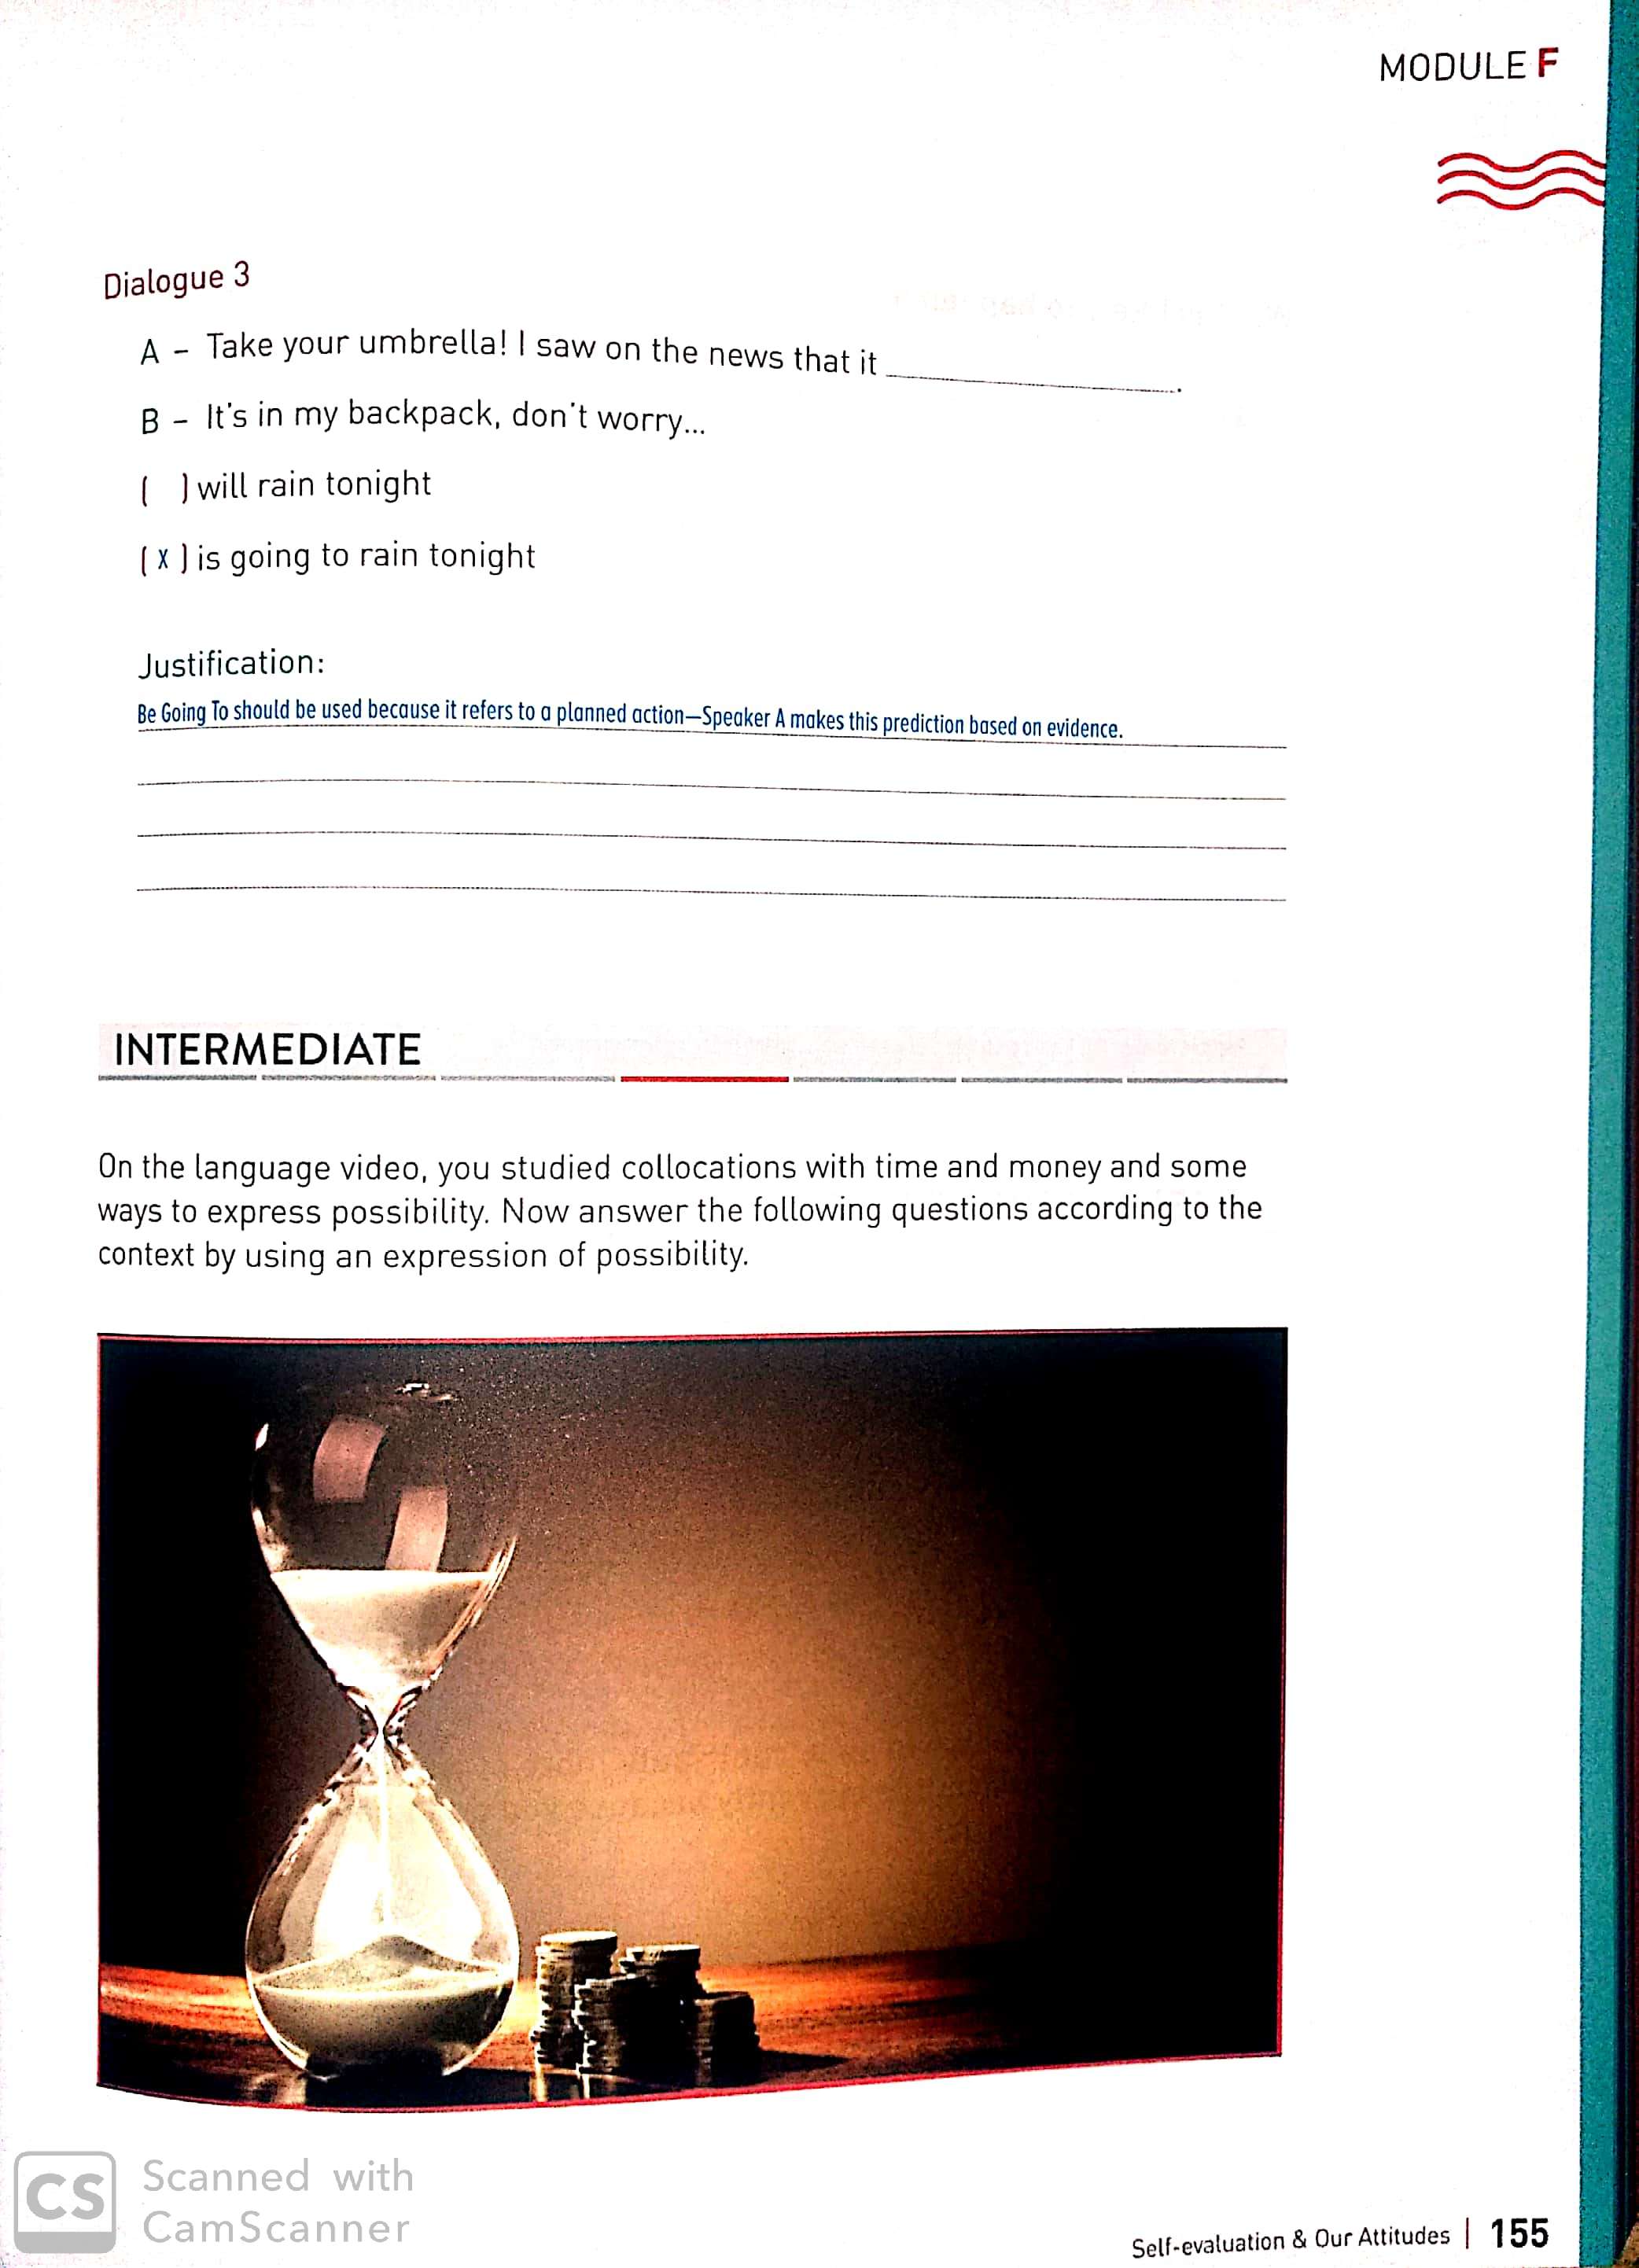 MODULE F
Dialogue 3
A – Take your umbrella! I saw on the news that it ____________.
B – It's in my backpack, don't worry...
( ) will rain tonight
( X ) is going to rain tonight
Justification:
Be Going To should be used because it refers to a planned action—Speaker A makes this prediction based on evidence.
INTERMEDIATE
On the language video, you studied collocations with time and money and some
ways to express possibility. Now answer the following questions according to the
context by using an expression of possibility.
CS
Scanned with
CamScanner
Self-evaluation & Our Attitudes | 155